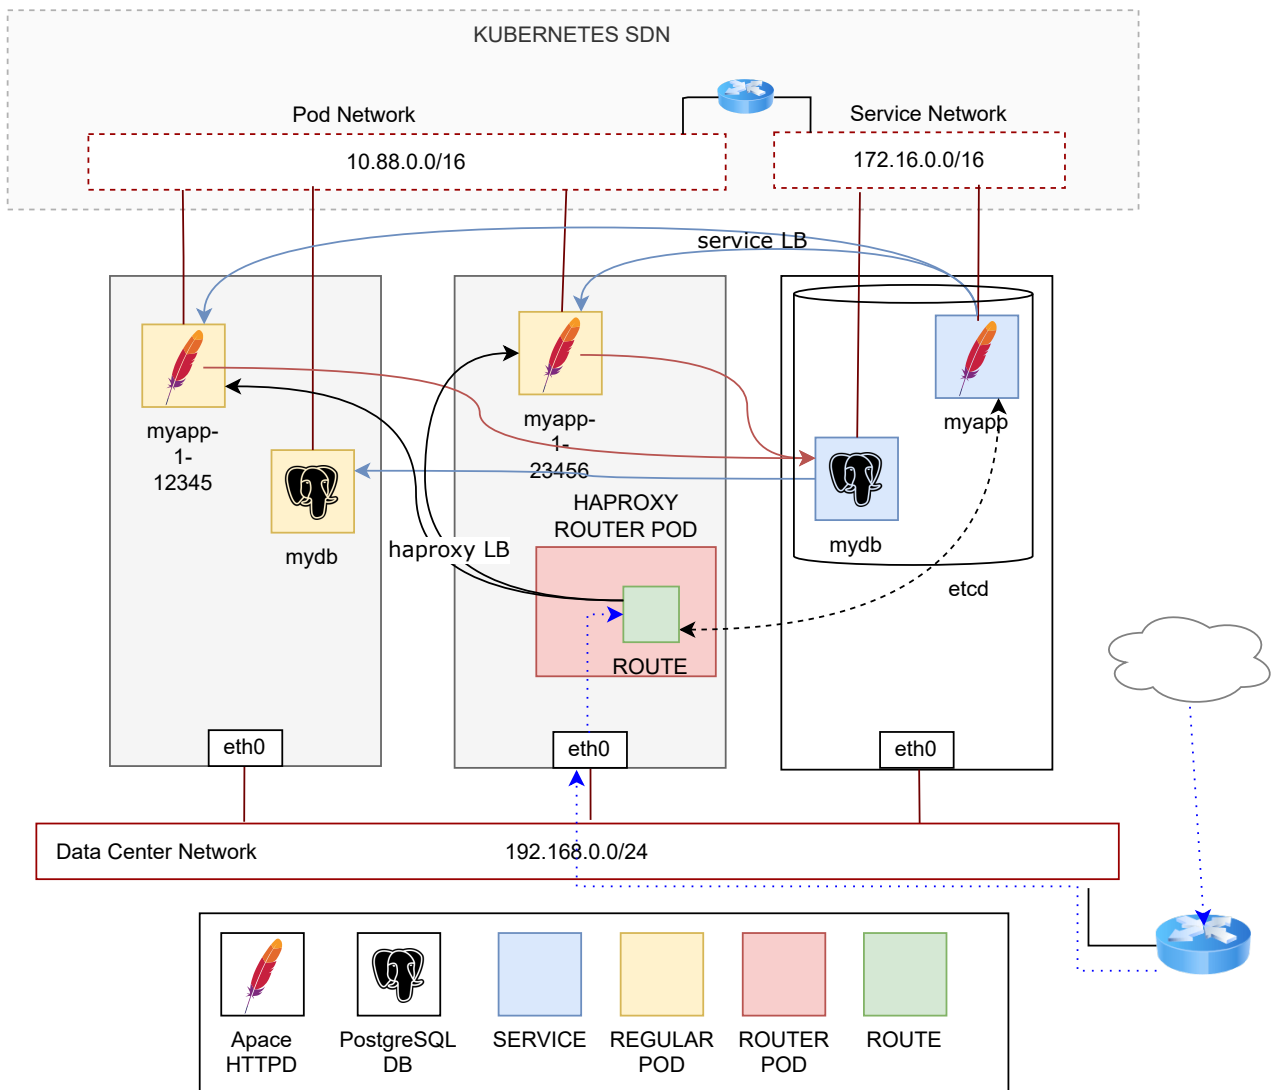 KUBERNETES SDN
Pod Network
Service Network
10.88.0.0/16
172.16.0.0/16
service LB
myapp-
1-
12345
myapp-
1-
23456
myapp
mydb
mydb
HAPROXY
ROUTER POD
haproxy LB
etcd
ROUTE
eth0
eth0
eth0
Data Center Network
192.168.0.0/24
Apace
HTTPD
PostgreSQL
DB
SERVICE
REGULAR
POD
ROUTER
POD
ROUTE